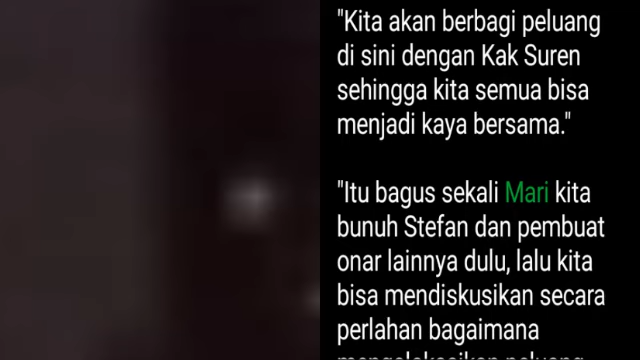 "Kita akan berbagi peluang
di sini dengan Kak Suren
sehingga kita semua bisa
menjadi kaya bersama."
"Itu bagus sekali Mari kita
bunuh Stefan dan pembuat
onar lainnya dulu, lalu kita
bisa mendiskusikan secara
perlahan bagaimana